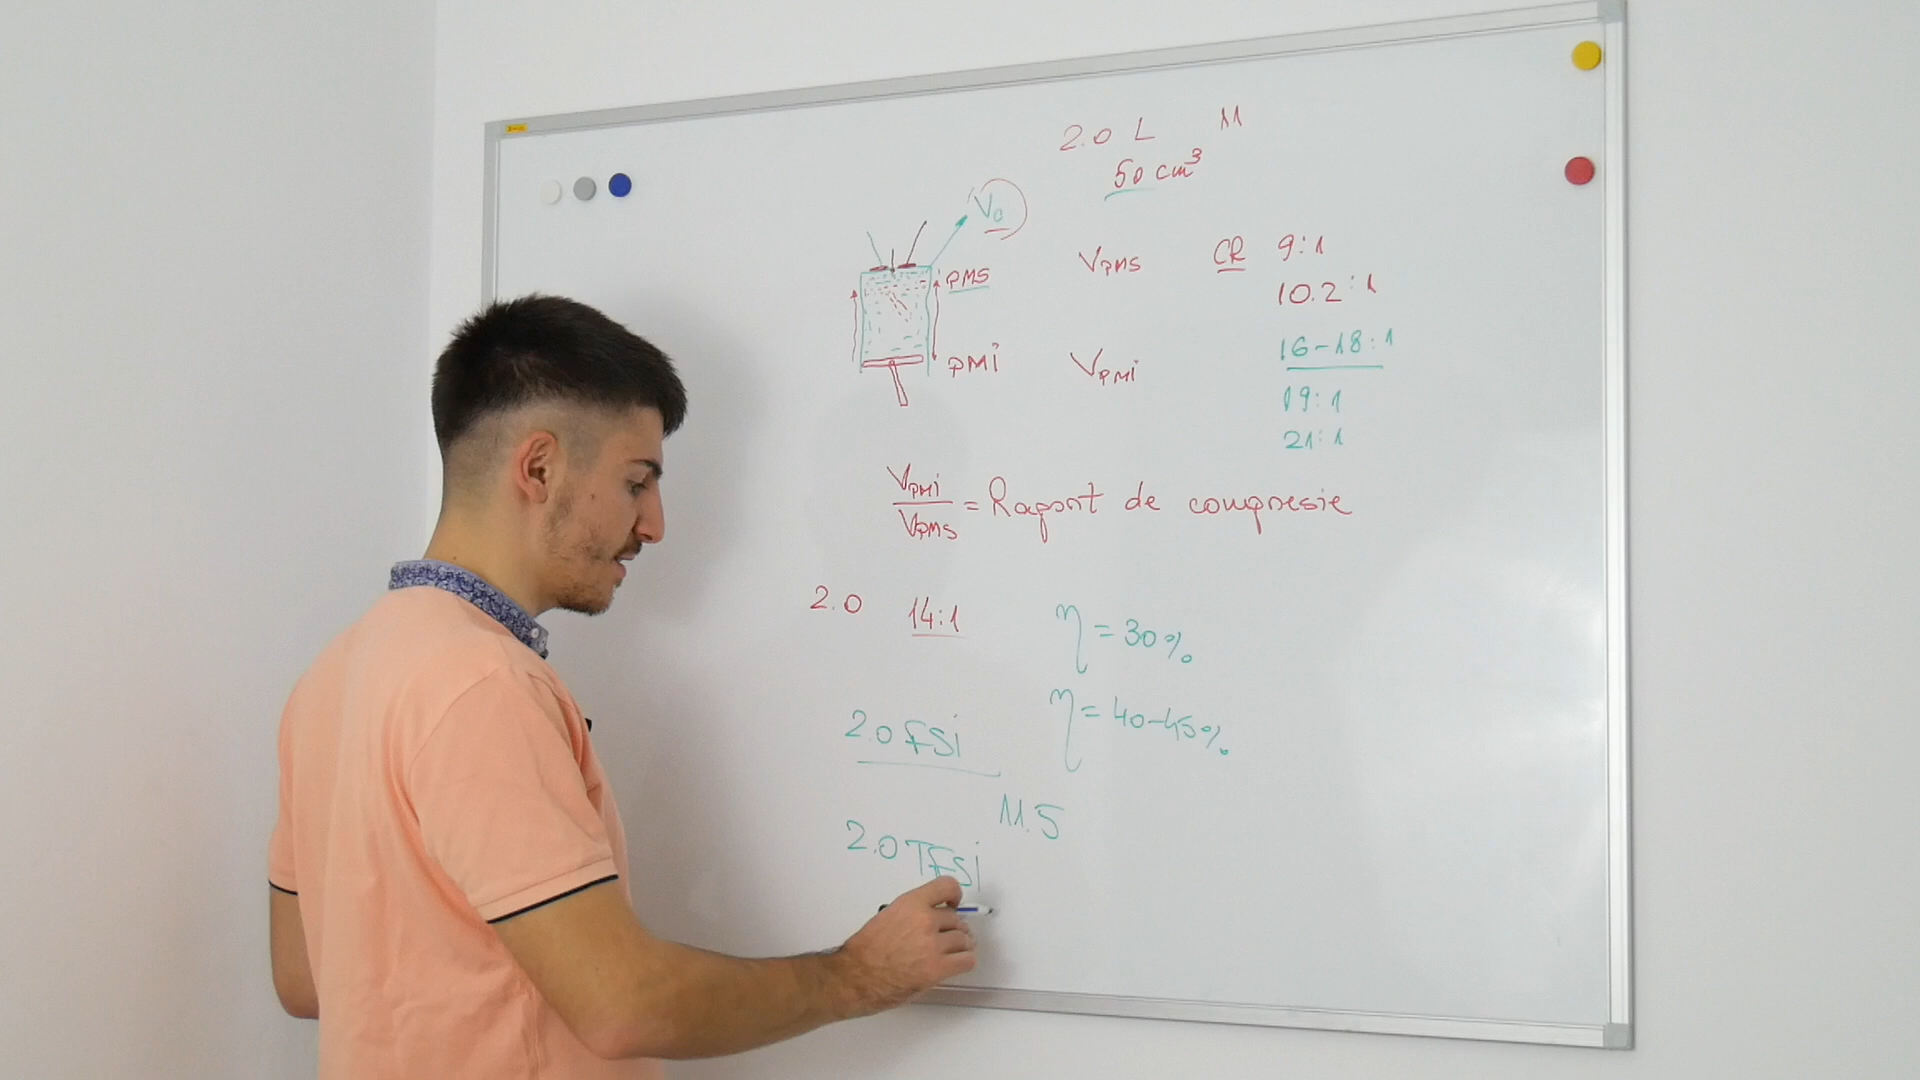 2.0 L M
50 cm³
Vc
PMS VPMS CR 9:1
10.2:1
16-18:1
PMi VPMi
19:1
21:1
VPMi
/VPMS = Raport de compresie
2.0 14:1 η = 30%
2.0 FSi η = 40-45%
11.5
2.0 TFSi